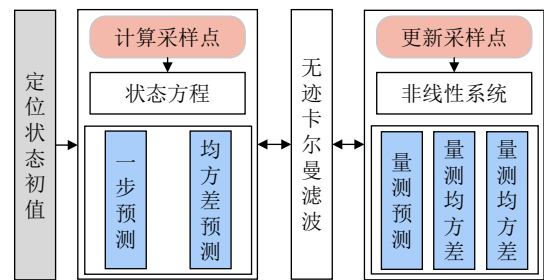 定位状态初值
计算采样点
状态方程
一步预测
均方差预测
无迹卡尔曼滤波
更新采样点
非线性系统
量测预测
量测均方差
量测均方差